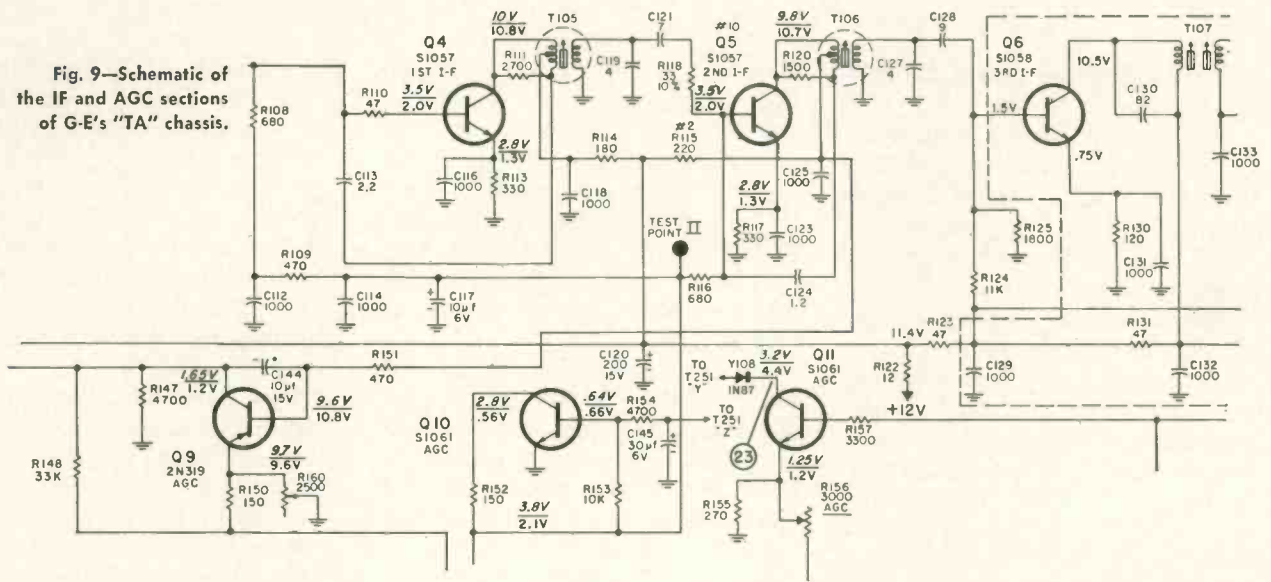 Fig. 9—Schematic of
the IF and AGC sections
of G-E's "TA" chassis.
R108
680
R110
47
C113
2.2
Q4
S1057
1ST I-F
10V
10.8V
3.5V
2.0V
R111
2700
T105
C119
4
C121
7
2.8V
1.3V
C116
1000
R113
330
C118
1000
R114
180
R118
33
10%
#10
Q5
S1057
2ND I-F
3.5V
2.0V
#2
R115
220
9.8V
10.7V
R120
1500
T106
C127
4
C128
9
C125
1000
2.8V
1.3V
R117
330
C123
1000
TEST
POINT II
R116
680
C124
1.2
Q6
S1058
3RD I-F
10.5V
1.5V
.75V
C130
82
T107
C133
1000
R125
1800
R130
120
C131
1000
R124
11K
R109
470
C112
1000
C114
1000
C117
10µf
6V
11.4V
R123
47
R131
47
R122
12
+12V
C129
1000
C132
1000
C120
200
15V
R151
470
C144
10µf
15V
R147
4700
1.65V
1.2V
9.6V
10.8V
R148
33K
Q9
2N319
AGC
9.7V
9.6V
R150
150
R160
2500
Q10
S1061
AGC
2.8V
.56V
.64V
.66V
R154
4700
C145
30µf
6V
R152
150
3.8V
2.1V
R153
10K
TO
T251
"Y"
Y108
1N87
TO
T251
"Z"
3.2V
4.4V
Q11
S1061
AGC
R157
3300
23
1.25V
1.2V
R155
270
R156
3000
AGC